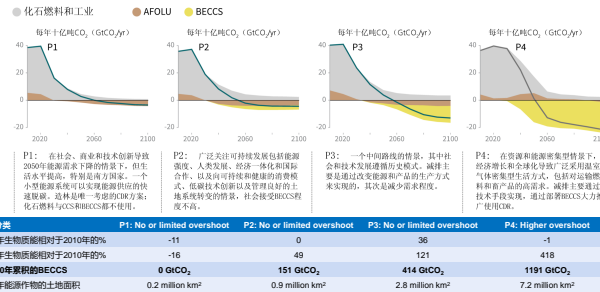 化石燃料和工业 AFOLU BECCS
每年十亿吨CO₂ (GtCO₂/yr) 每年十亿吨CO₂ (GtCO₂/yr) 每年十亿吨CO₂ (GtCO₂/yr) 每年十亿吨CO₂ (GtCO₂/yr)
40 P1 40 P2 40 P3 40 P4
20 20 20 20
0 0 0 0
-20 -20 -20 -20
2020 2060 2100 2020 2060 2100 2020 2060 2100 2020 2060 2100
P1: 在社会、商业和技术创新导致
2050年能源需求下降的情景下，但生
活水平提高，特别是南方国家。一个
小型能源系统可以实现能源供应的快
速脱碳。造林是唯一考虑的CDR方案；
化石燃料与CCS和BECCS都不使用。
P2: 广泛关注可持续发展包括能源
强度、人类发展、经济一体化和国际
合作、以及向可持续和健康的消费模
式、低碳技术创新以及管理良好的土
地系统转变的情景，社会接受BECCS程
度不高。
P3: 一个中间路线的情景，其中社
会和技术发展遵循历史模式。减排主
要是通过改变能源和产品的生产方式
来实现的，其次是减少需求程度。
P4: 在资源和能源密集型情景下，
经济增长和全球化导致广泛采用温室
气体密集型生活方式，包括对运输燃
料和畜产品的高需求。减排主要通过
技术手段实现，通过部署BECCS大力推
广使用CDR。
分类 P1: No or limited overshoot P2: No or limited overshoot P3: No or limited overshoot P4: Higher overshoot
年生物质能相对于2010年的% -11 0 36 -1
年生物质能相对于2010年的% -16 49 121 418
0年累积的BECCS 0 GtCO₂ 151 GtCO₂ 414 GtCO₂ 1191 GtCO₂
年能源作物的土地面积 0.2 million km² 0.9 million km² 2.8 million km² 7.2 million km²